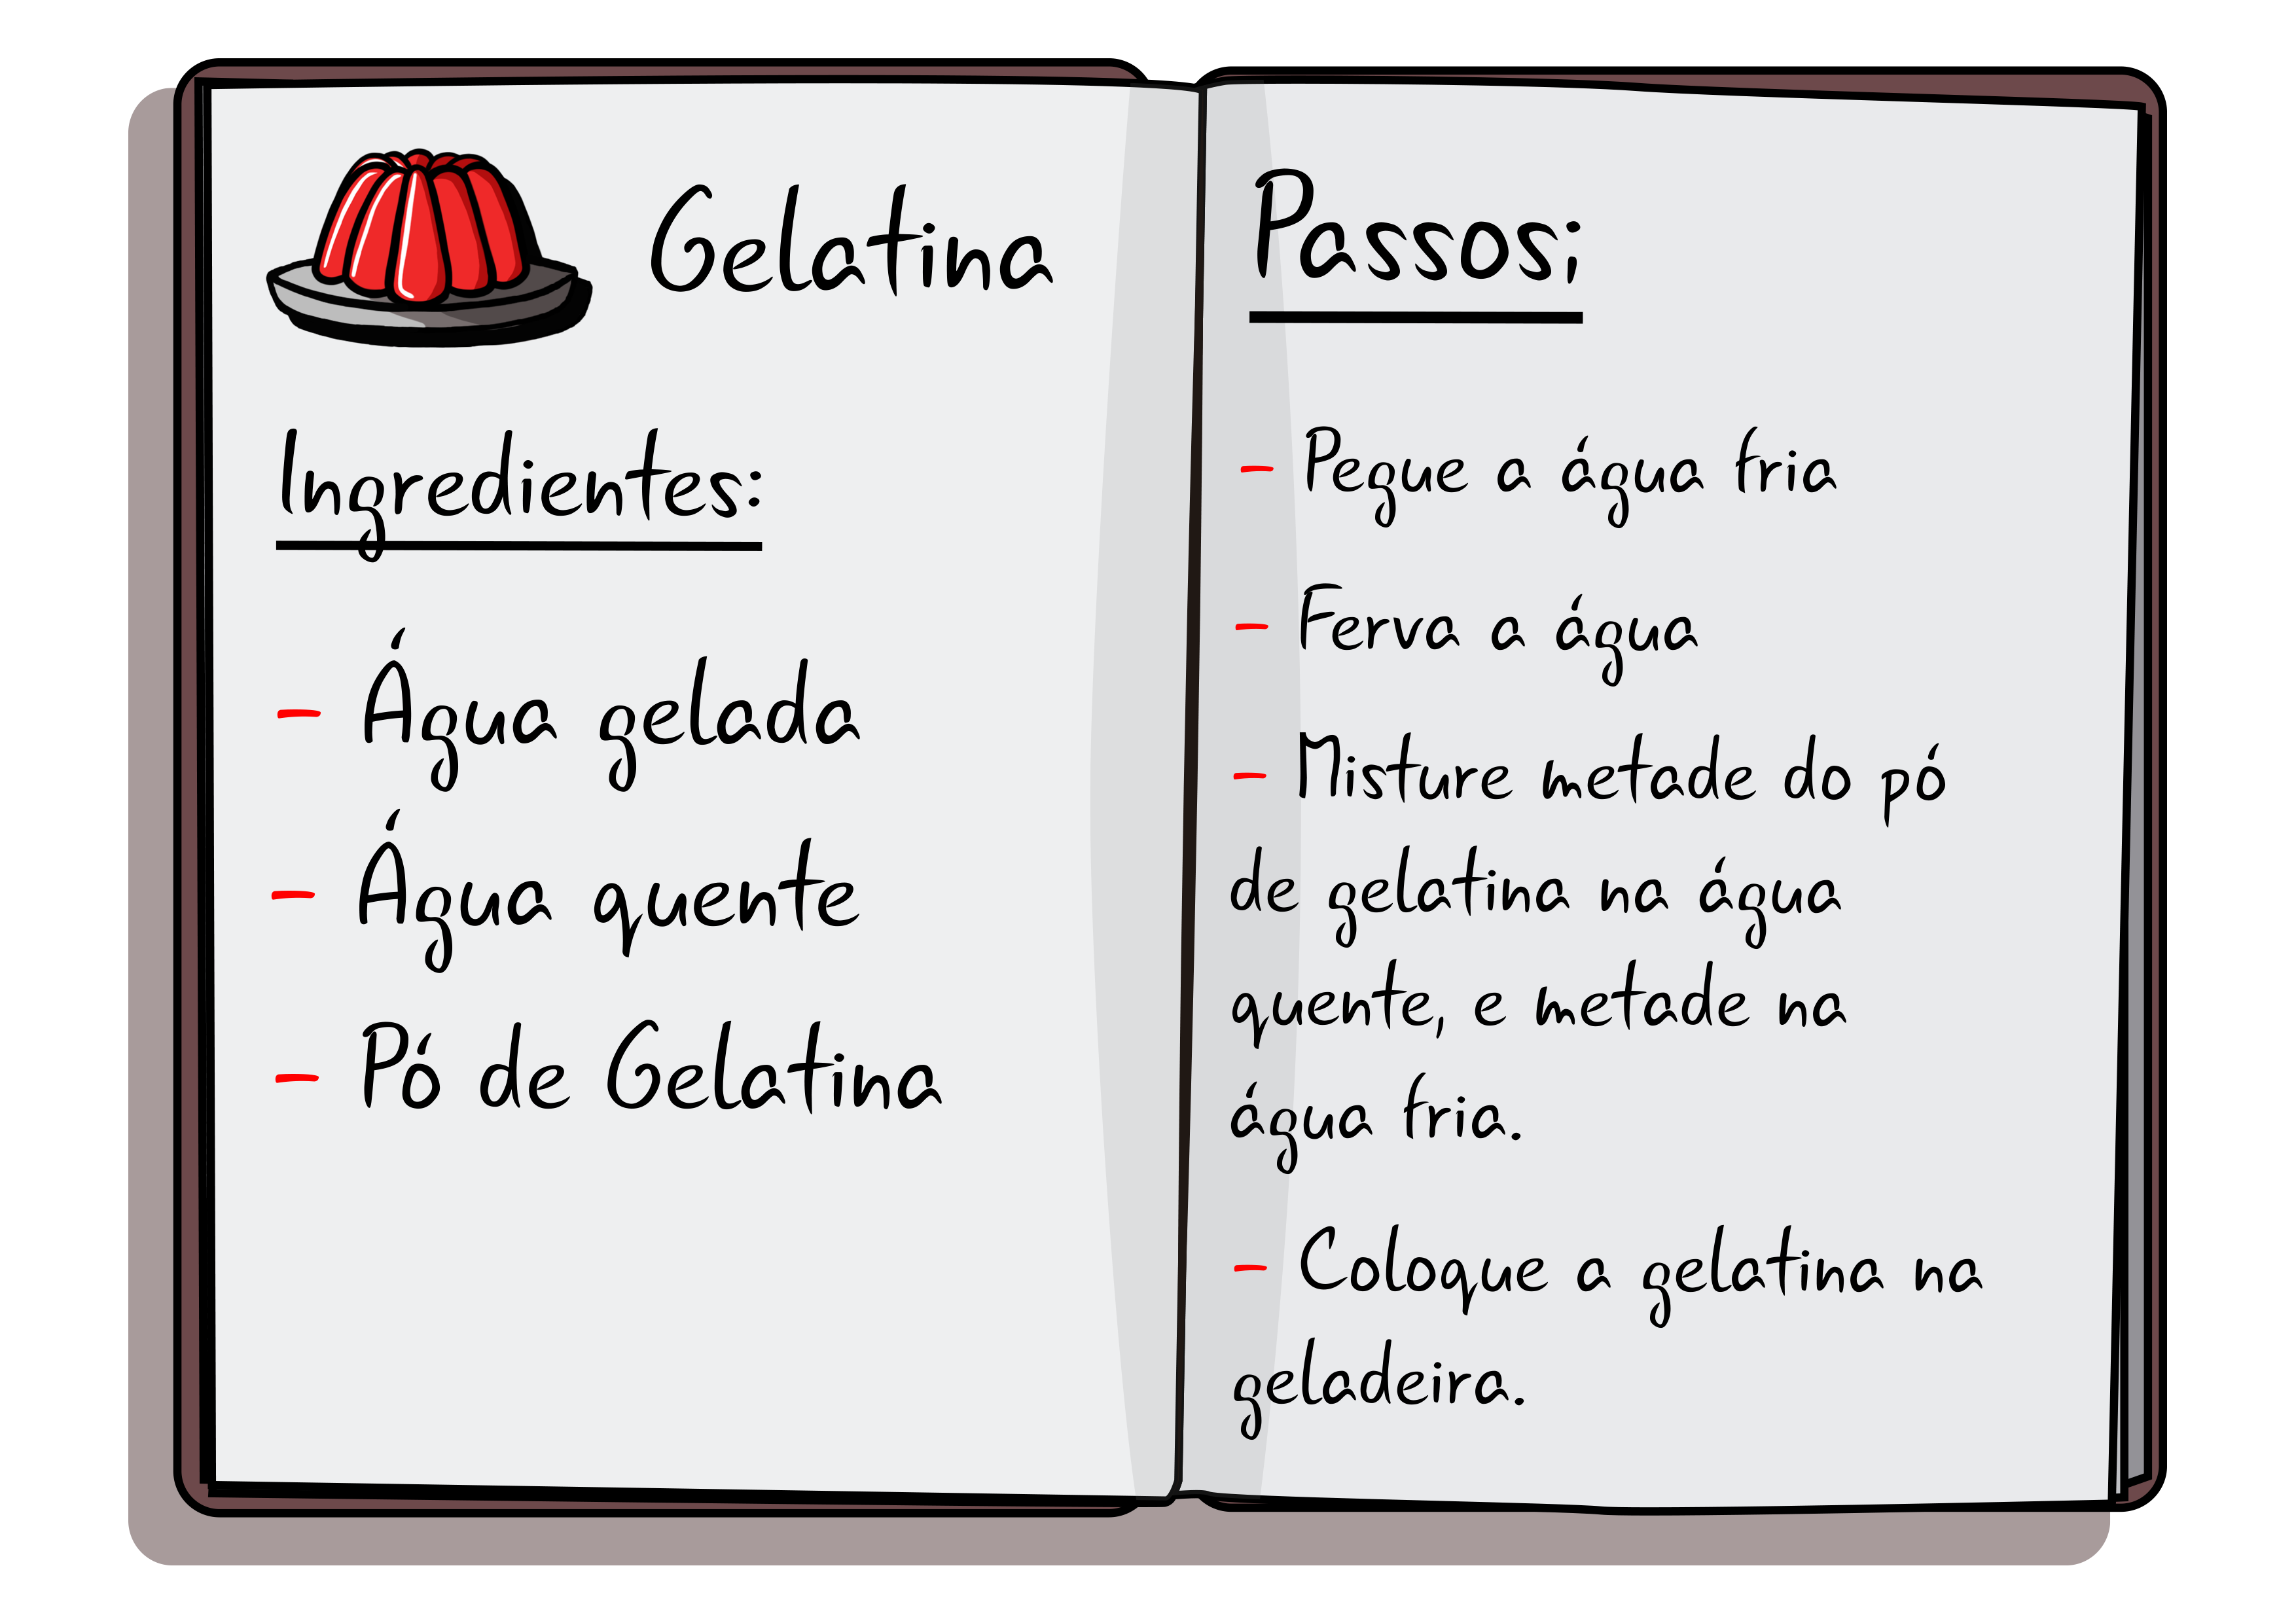 Gelatina
Ingredientes:
- Água gelada
- Água quente
- Pó de Gelatina
Passos:
- Pegue a água fria
- Ferva a água
- Misture metade do pó
de gelatina na água
quente, e metade na
água fria.
- Coloque a gelatina na
geladeira.